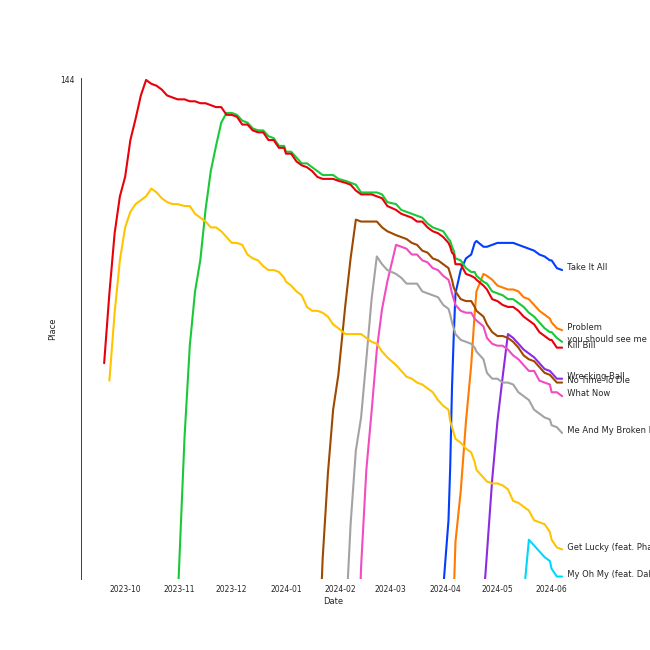 144
Place
Take It All
Problem
you should see me
Kill Bill
Wrecking Ball
No Time To Die
What Now
Me And My Broken
Get Lucky (feat. Pha
My Oh My (feat. Dal
2023-10 2023-11 2023-12 2024-01 2024-02 2024-03 2024-04 2024-05 2024-06
Date